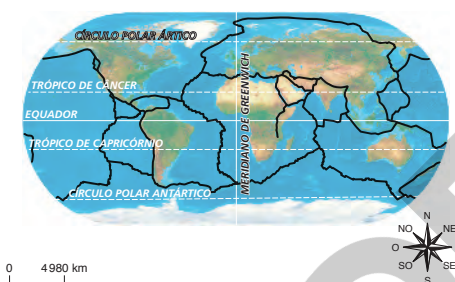 CÍRCULO POLAR ÁRTICO
TRÓPICO DE CÂNCER
EQUADOR
TRÓPICO DE CAPRICÓRNIO
MERIDIANO DE GREENWICH
CÍRCULO POLAR ANTÁRTICO
N
NO NE
O
SO SE
S
0 4 980 km